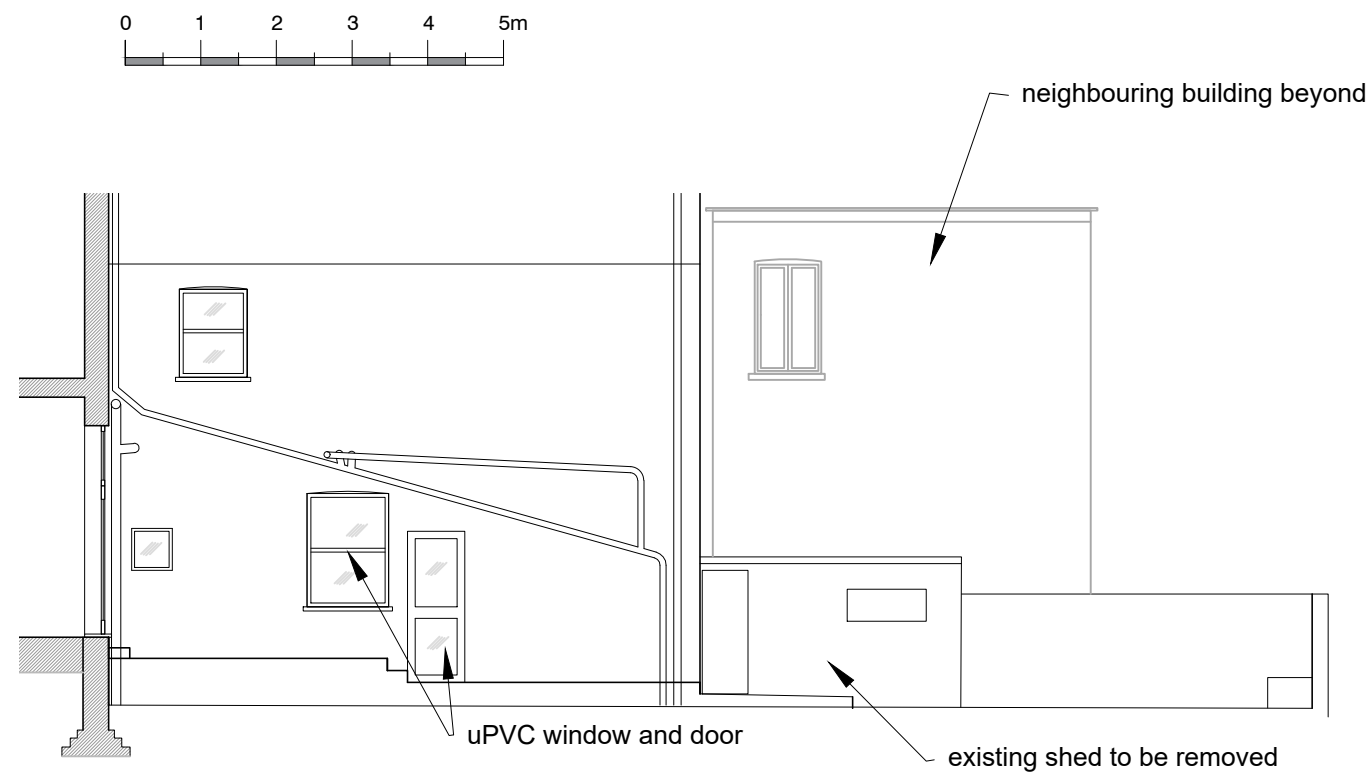 0 1 2 3 4 5m
neighbouring building beyond
uPVC window and door
existing shed to be removed